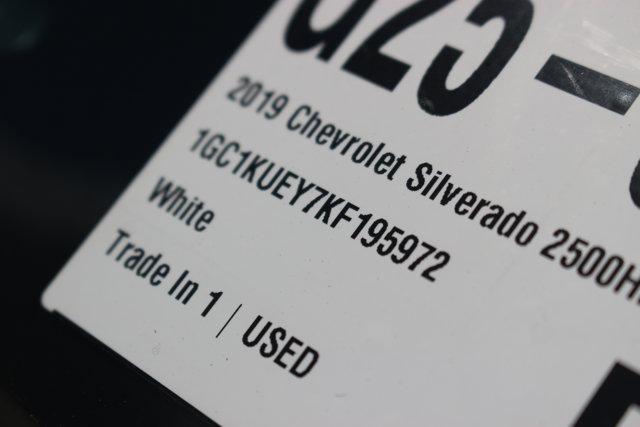 2019 Chevrolet Silverado 2500H
1GC1KUEY7KF195972
White
Trade In 1 | USED